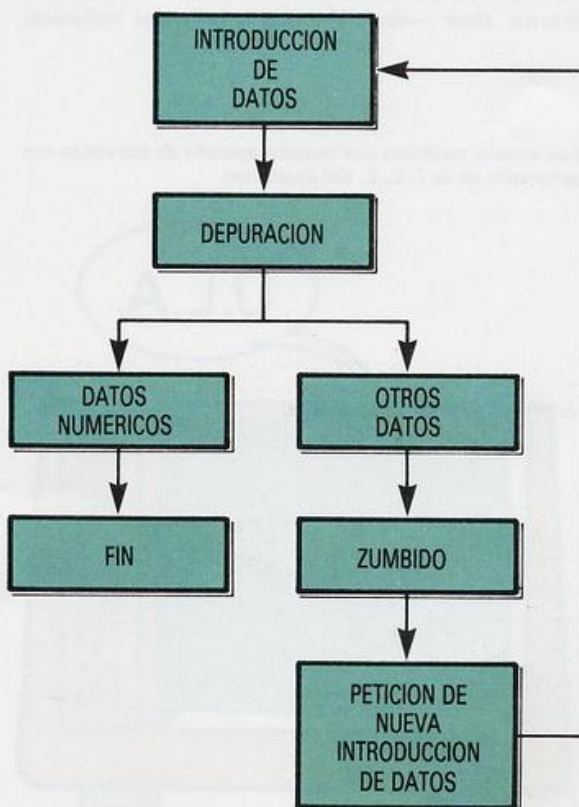 INTRODUCCION
DE
DATOS
DEPURACION
DATOS
NUMERICOS
OTROS
DATOS
FIN
ZUMBIDO
PETICION DE
NUEVA
INTRODUCCION
DE DATOS